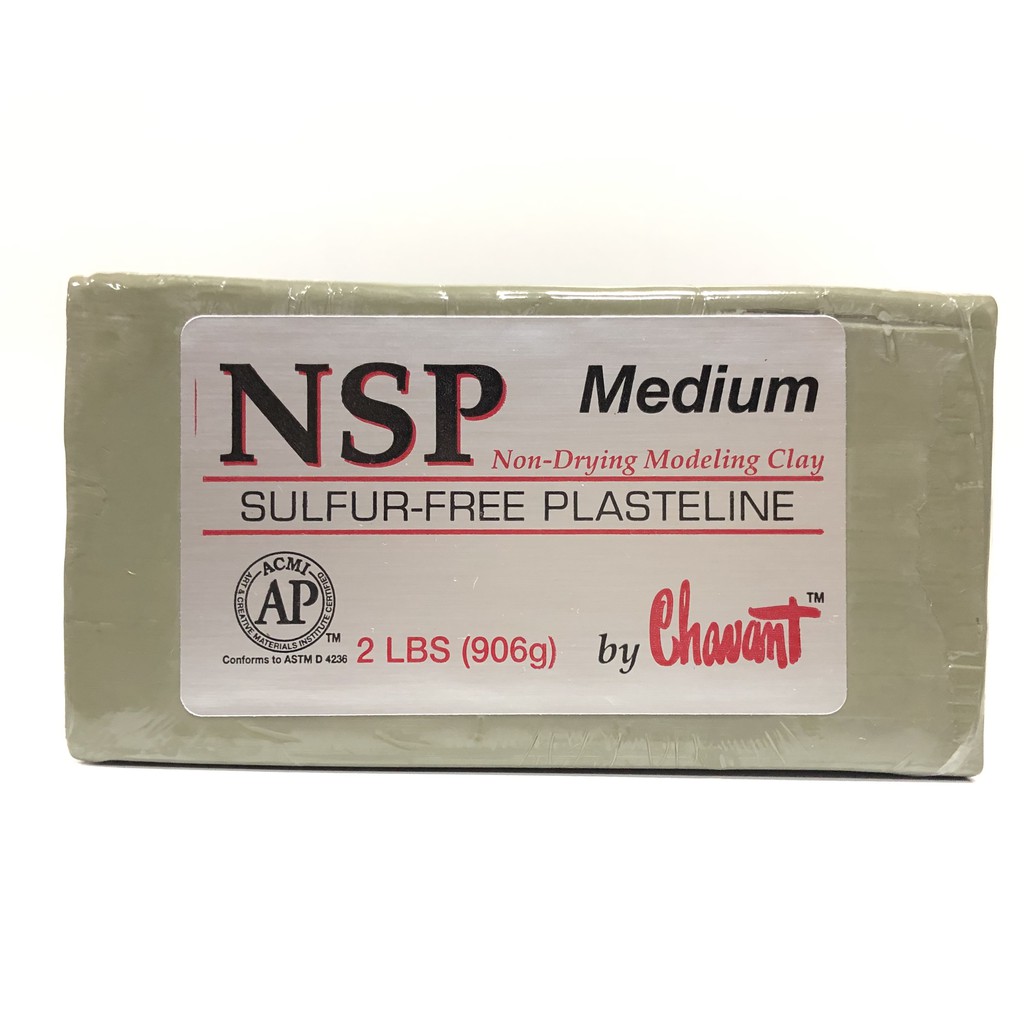 NSP
Medium
Non-Drying Modeling Clay
SULFUR-FREE PLASTELINE
ACMI
AP
ART & CREATIVE MATERIALS INSTITUTE CERTIFIED
TM
Conforms to ASTM D 4236
2 LBS (906g)
by Chavant™